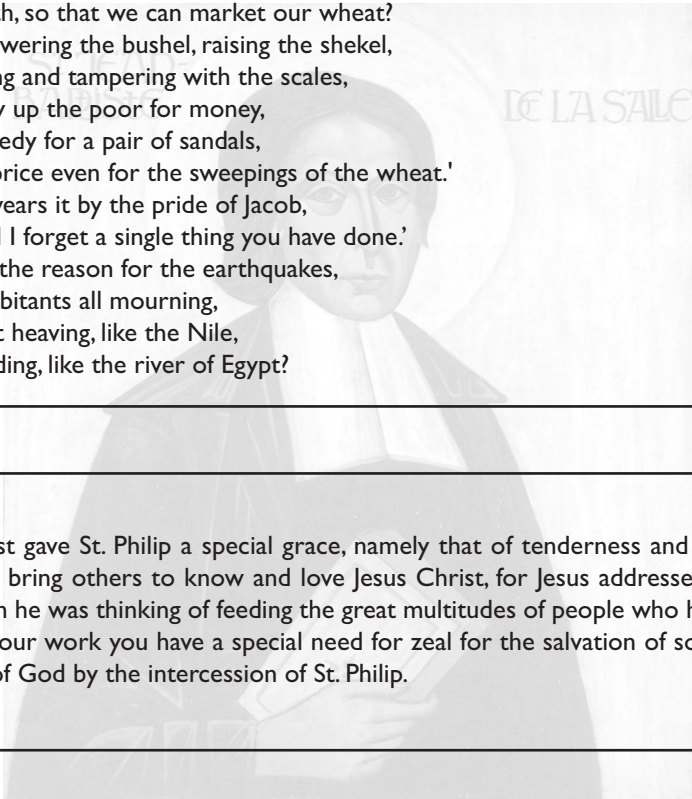 h, so that we can market our wheat?
wering the bushel, raising the shekel,
ng and tampering with the scales,
y up the poor for money,
edy for a pair of sandals,
price even for the sweepings of the wheat.'
wears it by the pride of Jacob,
l I forget a single thing you have done.’
the reason for the earthquakes,
bitants all mourning,
t heaving, like the Nile,
ding, like the river of Egypt?
ST JEAN-
BAPTISTE
DE LA SALLE
st gave St. Philip a special grace, namely that of tenderness and
bring others to know and love Jesus Christ, for Jesus addresse
n he was thinking of feeding the great multitudes of people who h
our work you have a special need for zeal for the salvation of so
of God by the intercession of St. Philip.